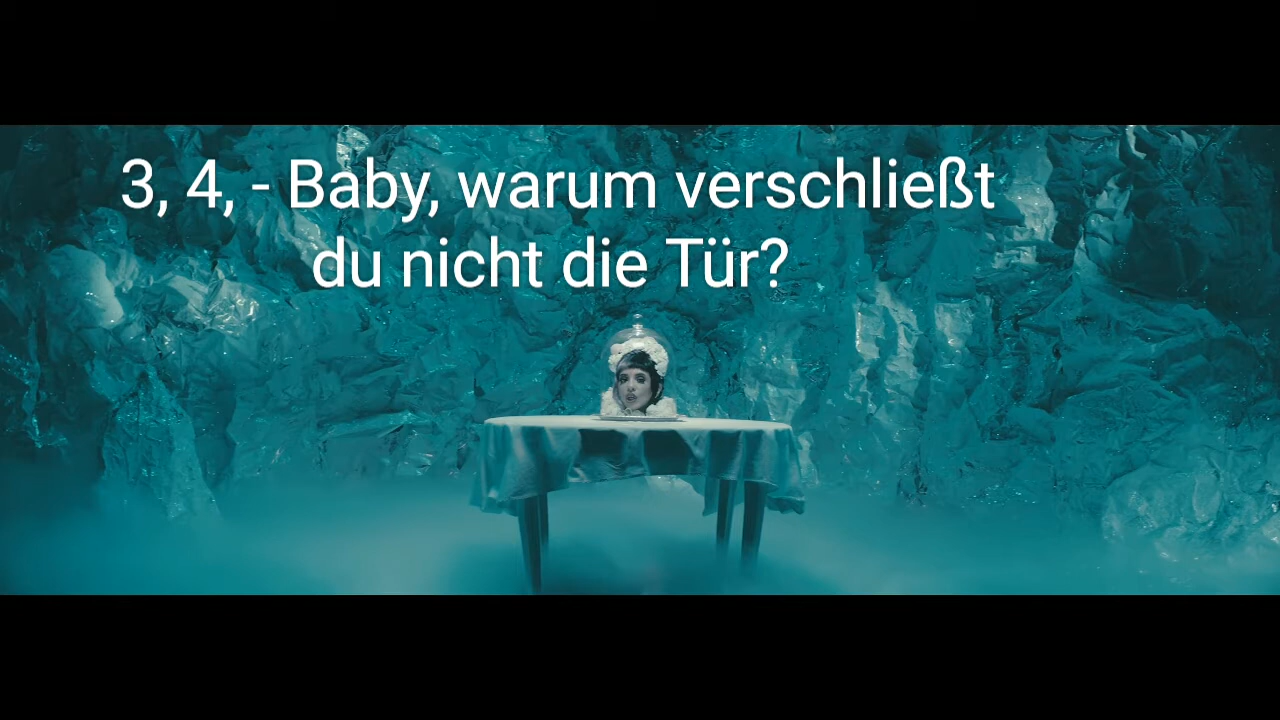 3, 4, - Baby, warum verschließt
du nicht die Tür?